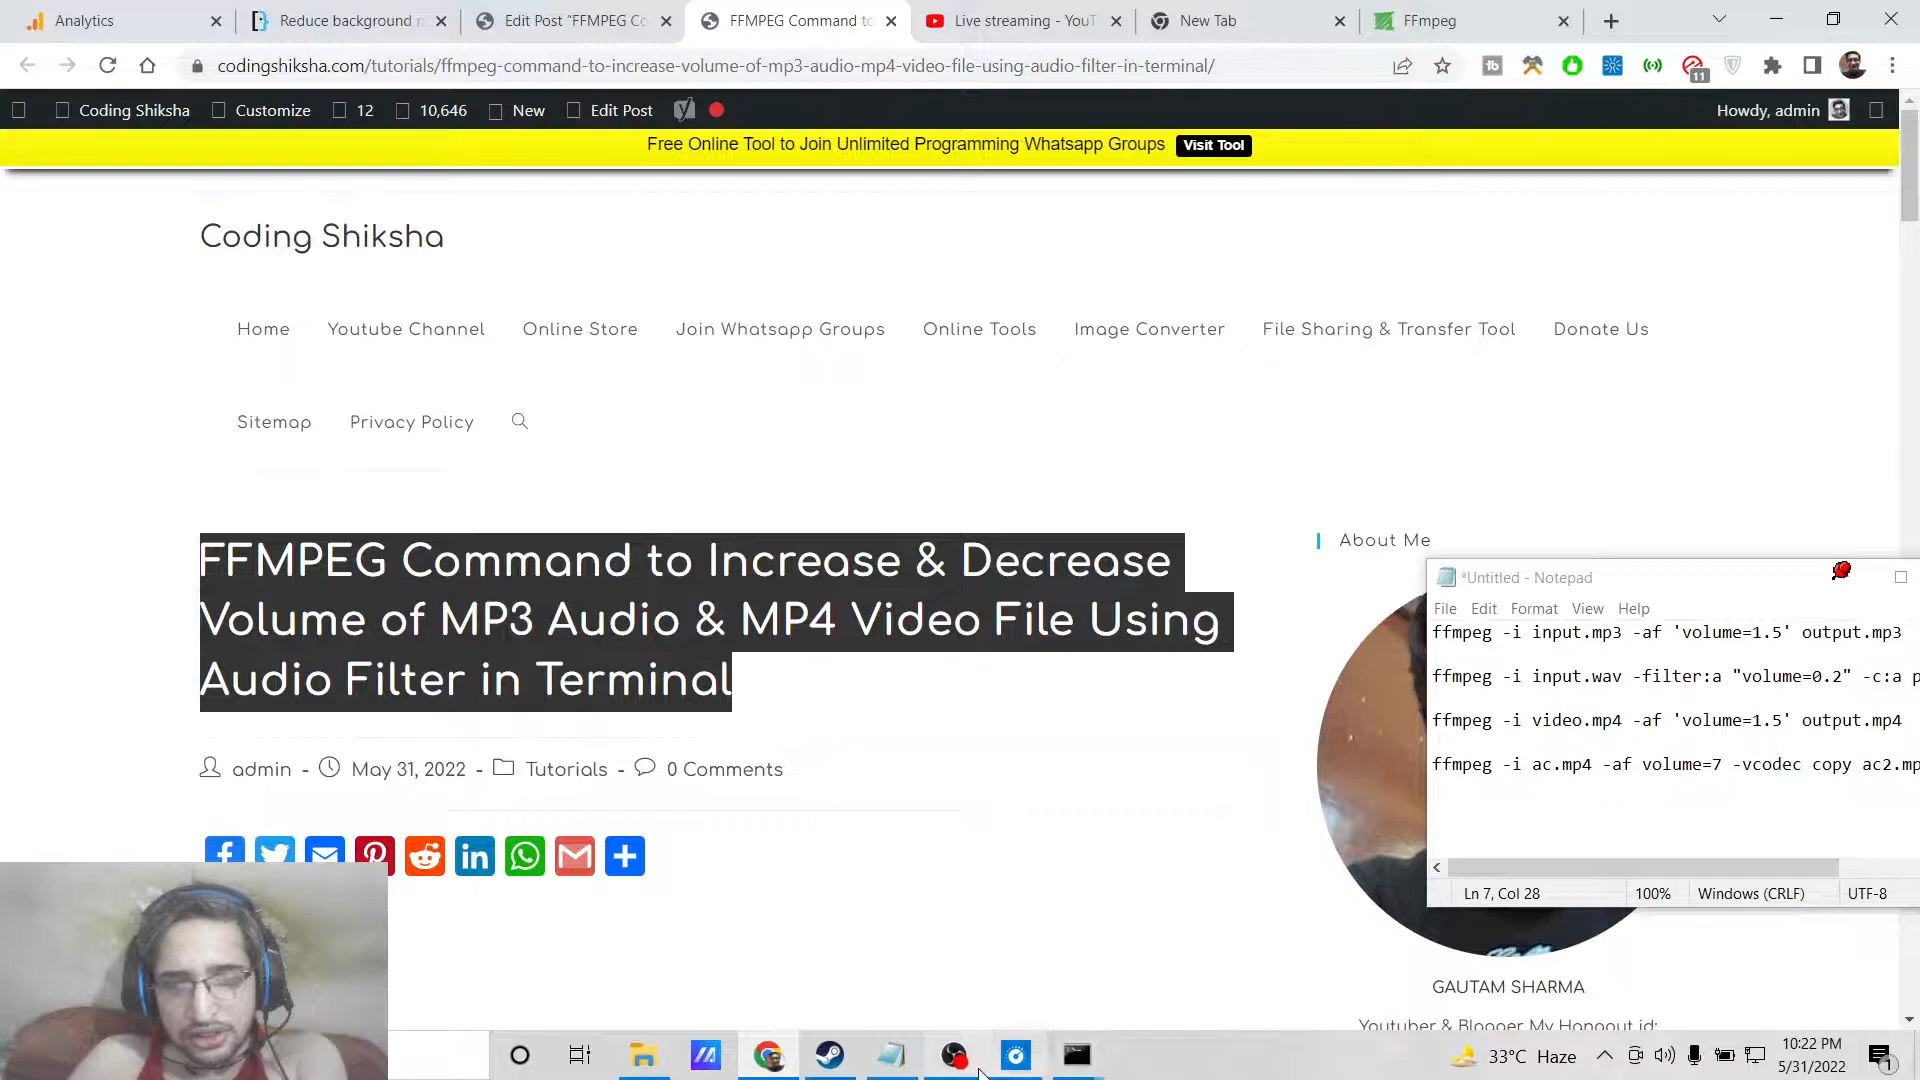 Analytics
Reduce background n
Edit Post "FFMPEG Co
FFMPEG Command to
Live streaming - YouT
New Tab
FFmpeg
codingshiksha.com/tutorials/ffmpeg-command-to-increase-volume-of-mp3-audio-mp4-video-file-using-audio-filter-in-terminal/
11
Coding Shiksha
Customize
12
10,646
New
Edit Post
Howdy, admin
Free Online Tool to Join Unlimited Programming Whatsapp Groups
Visit Tool
Coding Shiksha
Home
Youtube Channel
Online Store
Join Whatsapp Groups
Online Tools
Image Converter
File Sharing & Transfer Tool
Donate Us
Sitemap
Privacy Policy
FFMPEG Command to Increase & Decrease
Volume of MP3 Audio & MP4 Video File Using
Audio Filter in Terminal
admin - May 31, 2022 - Tutorials - 0 Comments
About Me
*Untitled - Notepad
File Edit Format View Help
ffmpeg -i input.mp3 -af 'volume=1.5' output.mp3
ffmpeg -i input.wav -filter:a "volume=0.2" -c:a p
ffmpeg -i video.mp4 -af 'volume=1.5' output.mp4
ffmpeg -i ac.mp4 -af volume=7 -vcodec copy ac2.mp
Ln 7, Col 28
100%
Windows (CRLF)
UTF-8
GAUTAM SHARMA
Youtuber & Blogger My Hangout id:
33°C Haze
10:22 PM
5/31/2022
1